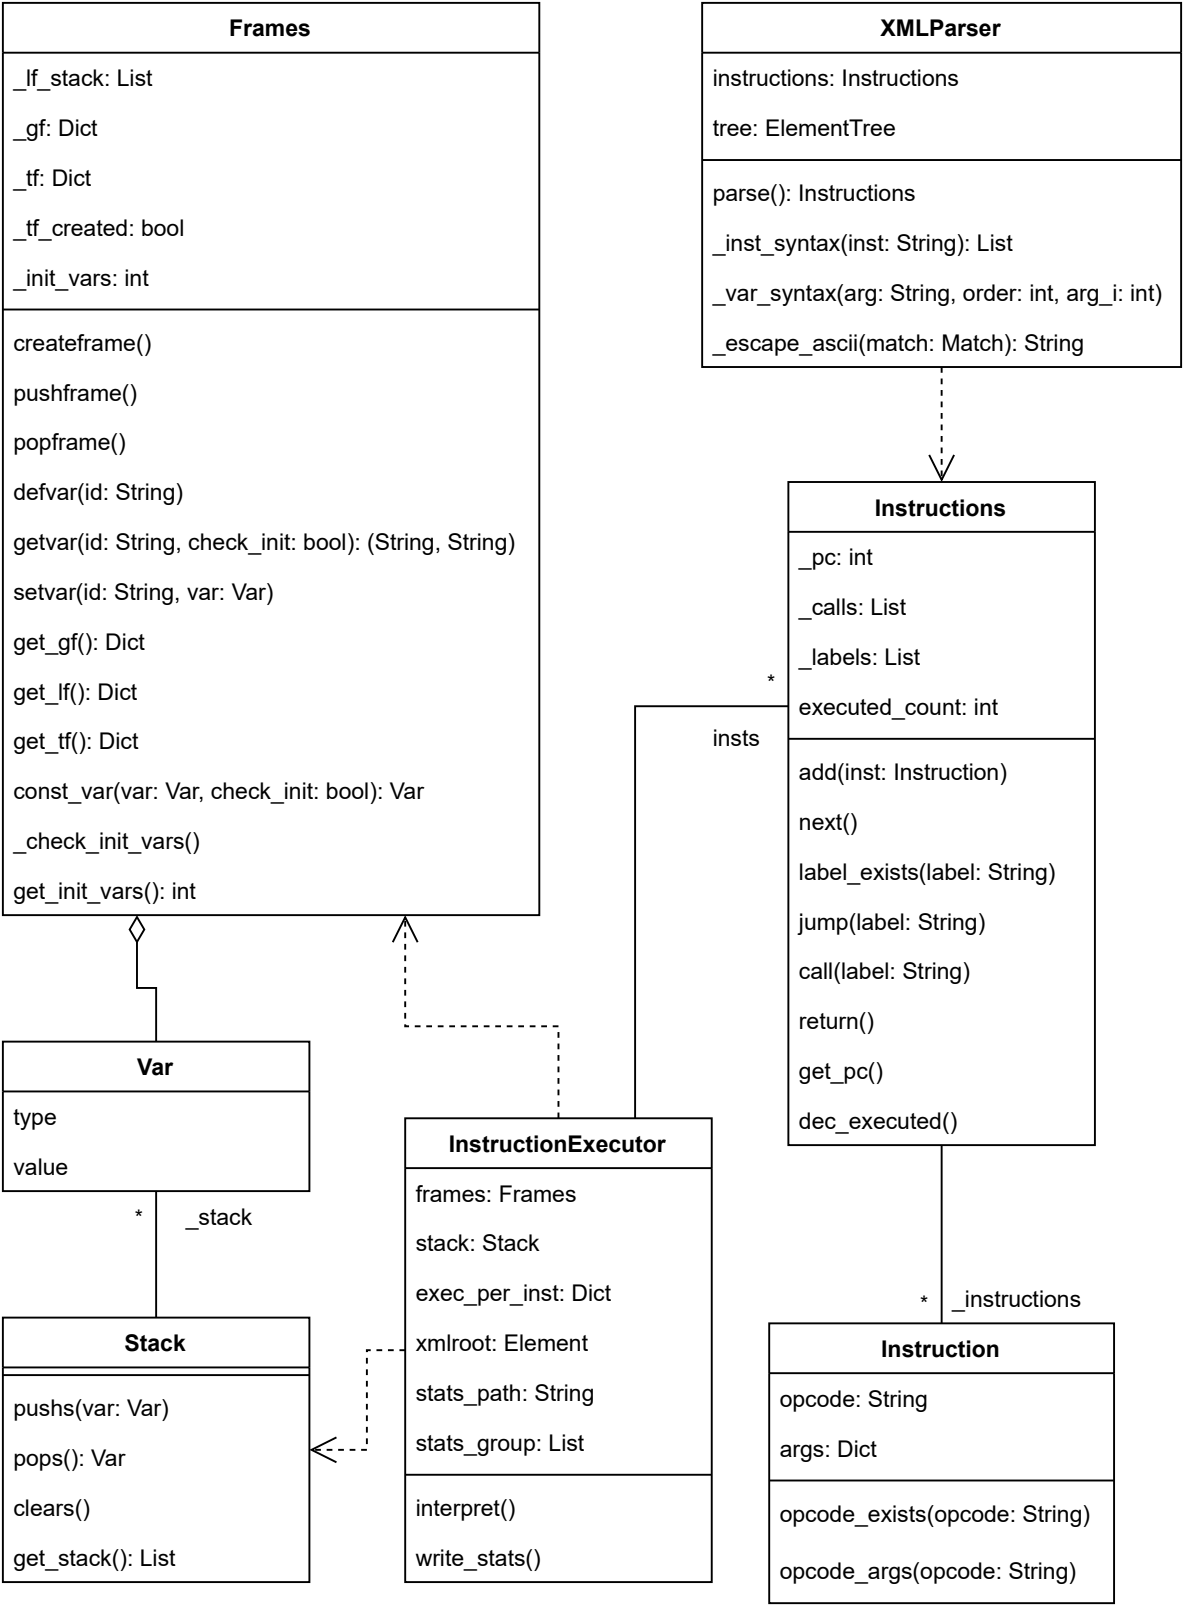 Frames
_lf_stack: List
_gf: Dict
_tf: Dict
_tf_created: bool
_init_vars: int
createframe()
pushframe()
popframe()
defvar(id: String)
getvar(id: String, check_init: bool): (String, String)
setvar(id: String, var: Var)
get_gf(): Dict
get_lf(): Dict
get_tf(): Dict
const_var(var: Var, check_init: bool): Var
_check_init_vars()
get_init_vars(): int
XMLParser
instructions: Instructions
tree: ElementTree
parse(): Instructions
_inst_syntax(inst: String): List
_var_syntax(arg: String, order: int, arg_i: int)
_escape_ascii(match: Match): String
Instructions
_pc: int
_calls: List
_labels: List
executed_count: int
add(inst: Instruction)
next()
label_exists(label: String)
jump(label: String)
call(label: String)
return()
get_pc()
dec_executed()
*
insts
Var
type
value
*
_stack
Stack
pushs(var: Var)
pops(): Var
clears()
get_stack(): List
InstructionExecutor
frames: Frames
stack: Stack
exec_per_inst: Dict
xmlroot: Element
stats_path: String
stats_group: List
interpret()
write_stats()
*
_instructions
Instruction
opcode: String
args: Dict
opcode_exists(opcode: String)
opcode_args(opcode: String)